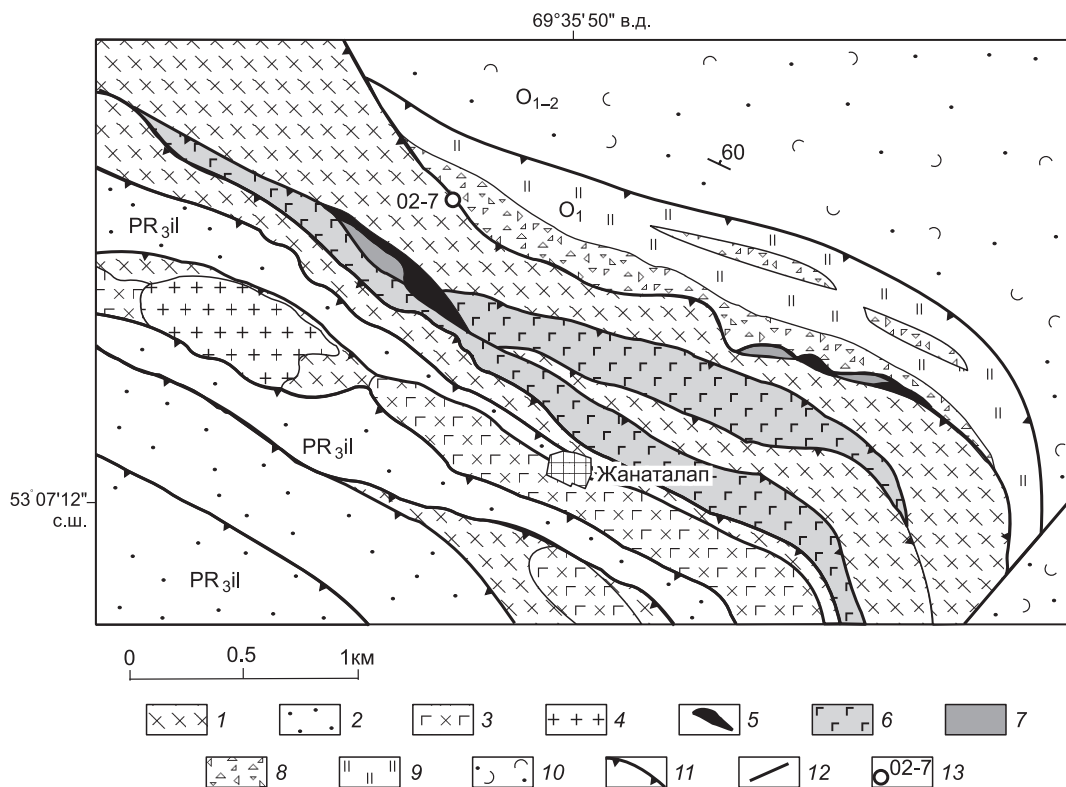 69°35'50" в.д.
O₁₋₂
60
02-7
O₁
PR₃il
PR₃il
Жанаталап
53°07'12"
с.ш.
PR₃il
0 0.5 1км
1 2 3 4 5 6 7
8 9 10 11 12 02-7 13